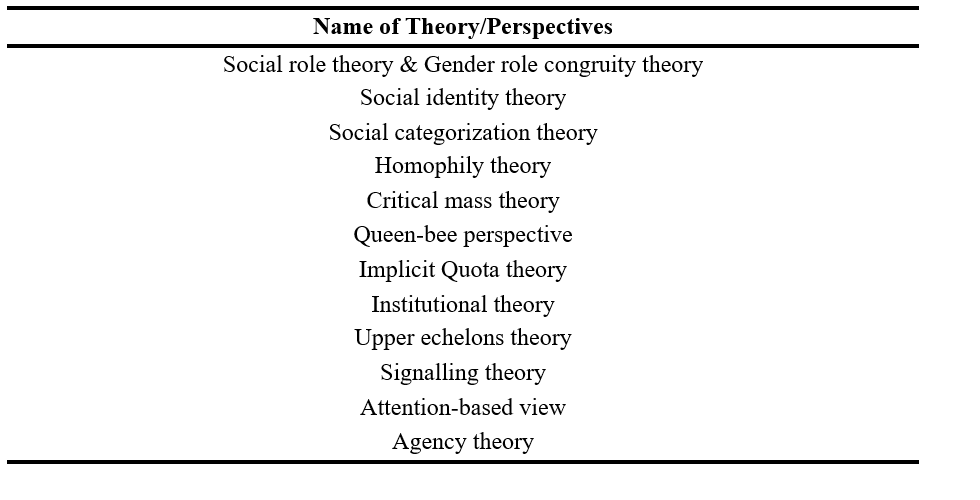 Name of Theory/Perspectives
Social role theory & Gender role congruity theory
Social identity theory
Social categorization theory
Homophily theory
Critical mass theory
Queen-bee perspective
Implicit Quota theory
Institutional theory
Upper echelons theory
Signalling theory
Attention-based view
Agency theory